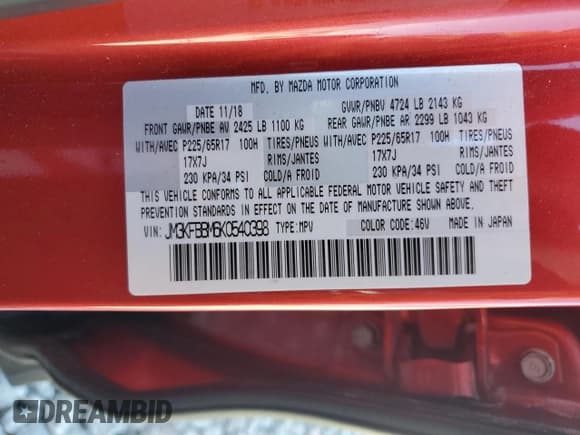 MFD. BY MAZDA MOTOR CORPORATION
DATE 11/18 GVWR/PNBV 4724 LB 2143 KG
FRONT GAWR/PNBE AV 2425 LB 1100 KG REAR GAWR/PNBE AR 2299 LB 1043 KG
WITH/AVEC P225/65R17 100H TIRES/PNEUS WITH/AVEC P225/65R17 100H TIRES/PNEUS
17X7J RIMS/JANTES 17X7J RIMS/JANTES
230 KPA/34 PSI COLD/A FROID 230 KPA/34 PSI COLD/A FROID
THIS VEHICLE CONFORMS TO ALL APPLICABLE FEDERAL MOTOR VEHICLE SAFETY AND THEFT
PREVENTION STANDARDS IN EFFECT ON THE DATE OF MANUFACTURE SHOWN ABOVE.
VIN: JM3KFBBM6K0540398 TYPE:MPV COLOR CODE:46V MADE IN JAPAN
DREAMBID